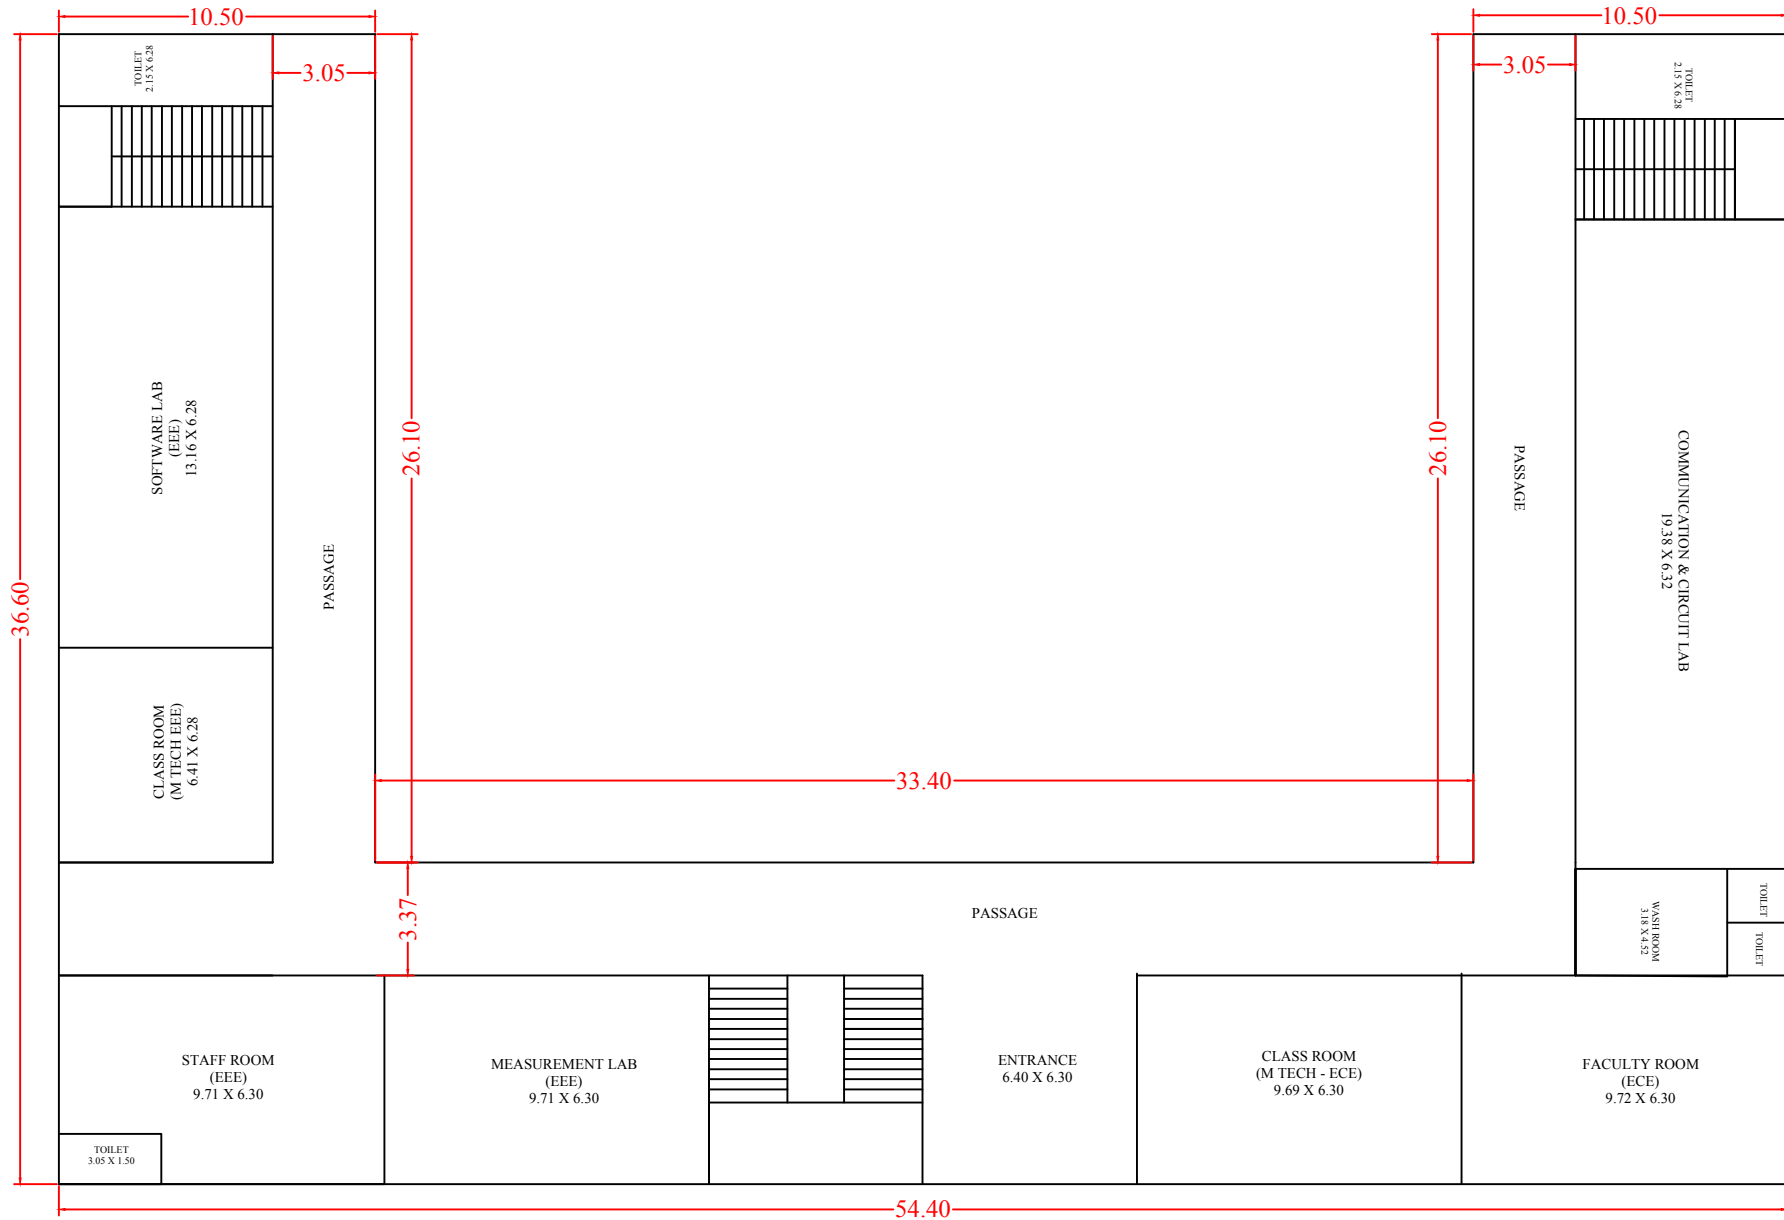 10.50
10.50
TOILET
2.15 X 6.28
3.05
3.05
TOILET
2.15 X 6.28
36.60
SOFTWARE LAB
(EEE)
13.16 X 6.28
26.10
26.10
PASSAGE
COMMUNICATION & CIRCUIT LAB
19.38 X 6.32
PASSAGE
CLASS ROOM
(M TECH EEE)
6.41 X 6.28
33.40
3.37
PASSAGE
WASH ROOM
3.18 X 4.52
TOILET
TOILET
STAFF ROOM
(EEE)
9.71 X 6.30
MEASUREMENT LAB
(EEE)
9.71 X 6.30
ENTRANCE
6.40 X 6.30
CLASS ROOM
(M TECH - ECE)
9.69 X 6.30
FACULTY ROOM
(ECE)
9.72 X 6.30
TOILET
3.05 X 1.50
54.40